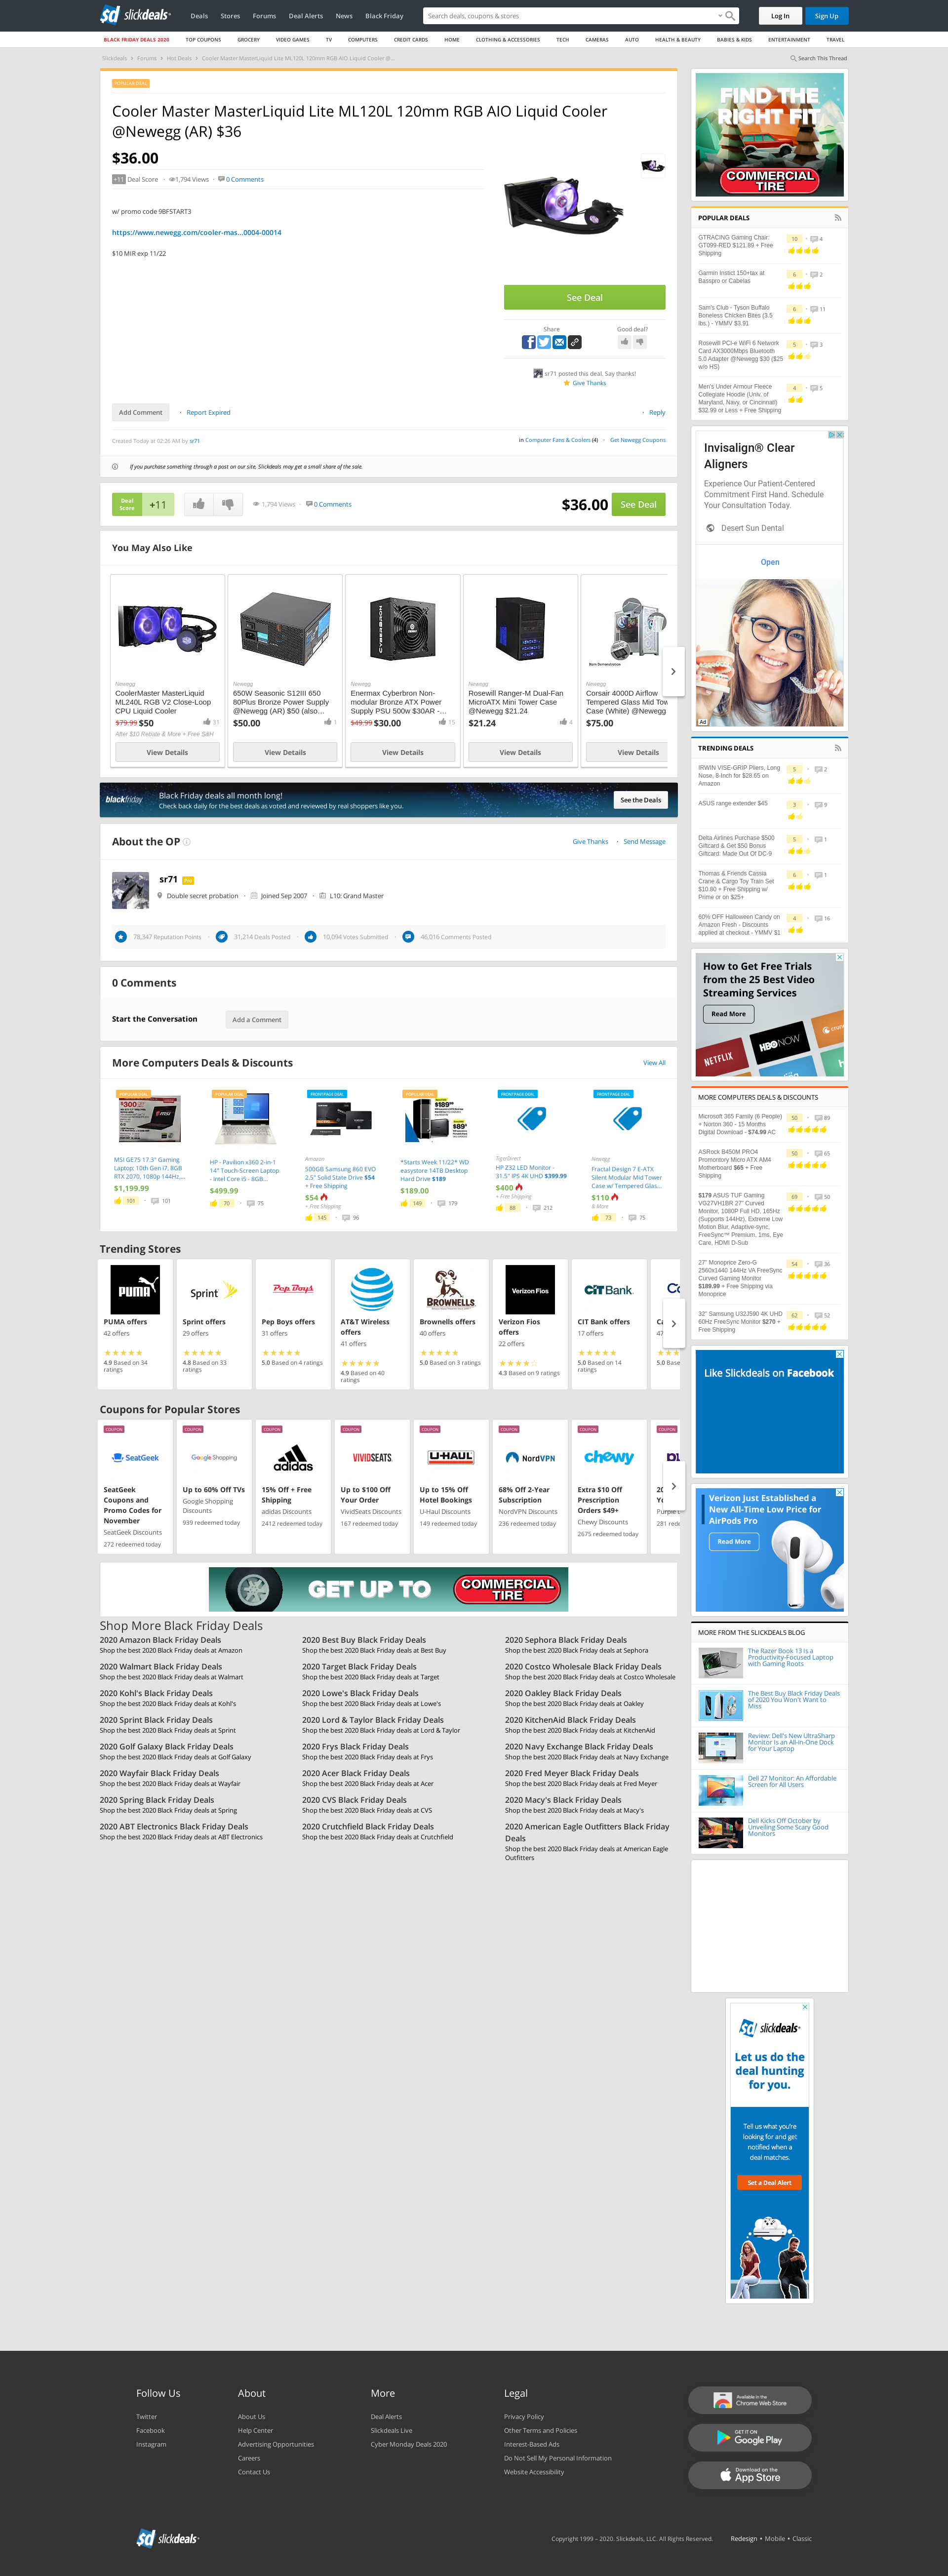 slickdeals
Deals
Stores
Forums
Deal Alerts
News
Black Friday
Search deals, coupons & stores
Log In
Sign Up
BLACK FRIDAY DEALS 2020
TOP COUPONS
GROCERY
VIDEO GAMES
TV
COMPUTERS
CREDIT CARDS
HOME
CLOTHING & ACCESSORIES
TECH
CAMERAS
AUTO
HEALTH & BEAUTY
BABIES & KIDS
ENTERTAINMENT
TRAVEL
Slickdeals
Forums
Hot Deals
Cooler Master MasterLiquid Lite ML120L 120mm RGB AIO Liquid Cooler @...
Search This Thread
POPULAR DEAL
Cooler Master MasterLiquid Lite ML120L 120mm RGB AIO Liquid Cooler
@Newegg (AR) $36
$36.00
+11 Deal Score
1,794 Views
0 Comments
w/ promo code 9BFSTART3
https://www.newegg.com/cooler-mas...0004-00014
$10 MIR exp 11/22
See Deal
Share
Good deal?
sr71 posted this deal. Say thanks!
Give Thanks
Add Comment
Report Expired
Reply
Created Today at 02:26 AM by sr71
in Computer Fans & Coolers (4)
Get Newegg Coupons
If you purchase something through a post on our site, Slickdeals may get a small share of the sale.
Deal
Score
+11
1,794 Views
0 Comments
$36.00
See Deal
You May Also Like
Newegg
CoolerMaster MasterLiquid
ML240L RGB V2 Close-Loop
CPU Liquid Cooler
$79.99 $50
31
After $10 Rebate & More + Free S&H
View Details
Newegg
650W Seasonic S12III 650
80Plus Bronze Power Supply
@Newegg (AR) $50 (also...
$50.00
1
View Details
Newegg
Enermax Cyberbron Non-
modular Bronze ATX Power
Supply PSU 500w $30AR -...
$49.99 $30.00
15
View Details
Newegg
Rosewill Ranger-M Dual-Fan
MicroATX Mini Tower Case
@Newegg $21.24
$21.24
4
View Details
Newegg
Corsair 4000D Airflow
Tempered Glass Mid Tow
Case (White) @Newegg
$75.00
View Details
blackfriday
Black Friday deals all month long!
Check back daily for the best deals as voted and reviewed by real shoppers like you.
See the Deals
About the OP
Give Thanks
Send Message
sr71
Double secret probation
Joined Sep 2007
L10: Grand Master
78,347 Reputation Points
31,214 Deals Posted
10,094 Votes Submitted
46,016 Comments Posted
0 Comments
Start the Conversation
Add a Comment
More Computers Deals & Discounts
View All
POPULAR DEAL
MSI GE75 17.3" Gaming
Laptop: 10th Gen i7, 8GB
RTX 2070, 1080p 144Hz,...
$1,199.99
101
101
POPULAR DEAL
HP - Pavilion x360 2-in-1
14" Touch-Screen Laptop
- Intel Core i5 - 8GB...
$499.99
70
75
FRONTPAGE DEAL
Amazon
500GB Samsung 860 EVO
2.5" Solid State Drive $54
+ Free Shipping
$54
+ Free Shipping
145
96
POPULAR DEAL
*Starts Week 11/22* WD
easystore 14TB Desktop
Hard Drive $189
$189.00
149
179
FRONTPAGE DEAL
TigerDirect
HP Z32 LED Monitor -
31.5" IPS 4K UHD $399.99
$400
+ Free Shipping
88
212
FRONTPAGE DEAL
Newegg
Fractal Design 7 E-ATX
Silent Modular Mid Tower
Case w/ Tempered Glas...
$110
& More
73
75
Trending Stores
PUMA offers
42 offers
4.9 Based on 34
ratings
Sprint offers
29 offers
4.8 Based on 33
ratings
Pep Boys offers
31 offers
5.0 Based on 4 ratings
AT&T Wireless
offers
41 offers
4.9 Based on 40
ratings
Brownells offers
40 offers
5.0 Based on 3 ratings
Verizon Fios
Verizon Fios
offers
22 offers
4.3 Based on 9 ratings
CIT BANK
CIT Bank offers
17 offers
5.0 Based on 14
ratings
Coupons for Popular Stores
COUPON
SeatGeek
SeatGeek
Coupons and
Promo Codes for
November
SeatGeek Discounts
272 redeemed today
COUPON
Google Shopping
Up to 60% Off TVs
Google Shopping
Discounts
939 redeemed today
COUPON
adidas
15% Off + Free
Shipping
adidas Discounts
2412 redeemed today
COUPON
VIVIDSEATS
Up to $100 Off
Your Order
VividSeats Discounts
167 redeemed today
COUPON
U-HAUL
Up to 15% Off
Hotel Bookings
U-Haul Discounts
149 redeemed today
COUPON
NordVPN
68% Off 2-Year
Subscription
NordVPN Discounts
236 redeemed today
COUPON
chewy
Extra $10 Off
Prescription
Orders $49+
Chewy Discounts
2675 redeemed today
COUPON
GET UP TO
COMMERCIAL TIRE
Shop More Black Friday Deals
2020 Amazon Black Friday Deals
Shop the best 2020 Black Friday deals at Amazon
2020 Best Buy Black Friday Deals
Shop the best 2020 Black Friday deals at Best Buy
2020 Sephora Black Friday Deals
Shop the best 2020 Black Friday deals at Sephora
2020 Walmart Black Friday Deals
Shop the best 2020 Black Friday deals at Walmart
2020 Target Black Friday Deals
Shop the best 2020 Black Friday deals at Target
2020 Costco Wholesale Black Friday Deals
Shop the best 2020 Black Friday deals at Costco Wholesale
2020 Kohl's Black Friday Deals
Shop the best 2020 Black Friday deals at Kohl's
2020 Lowe's Black Friday Deals
Shop the best 2020 Black Friday deals at Lowe's
2020 Oakley Black Friday Deals
Shop the best 2020 Black Friday deals at Oakley
2020 Sprint Black Friday Deals
Shop the best 2020 Black Friday deals at Sprint
2020 Lord & Taylor Black Friday Deals
Shop the best 2020 Black Friday deals at Lord & Taylor
2020 KitchenAid Black Friday Deals
Shop the best 2020 Black Friday deals at KitchenAid
2020 Golf Galaxy Black Friday Deals
Shop the best 2020 Black Friday deals at Golf Galaxy
2020 Frys Black Friday Deals
Shop the best 2020 Black Friday deals at Frys
2020 Navy Exchange Black Friday Deals
Shop the best 2020 Black Friday deals at Navy Exchange
2020 Wayfair Black Friday Deals
Shop the best 2020 Black Friday deals at Wayfair
2020 Acer Black Friday Deals
Shop the best 2020 Black Friday deals at Acer
2020 Fred Meyer Black Friday Deals
Shop the best 2020 Black Friday deals at Fred Meyer
2020 Spring Black Friday Deals
Shop the best 2020 Black Friday deals at Spring
2020 CVS Black Friday Deals
Shop the best 2020 Black Friday deals at CVS
2020 Macy's Black Friday Deals
Shop the best 2020 Black Friday deals at Macy's
2020 ABT Electronics Black Friday Deals
Shop the best 2020 Black Friday deals at ABT Electronics
2020 Crutchfield Black Friday Deals
Shop the best 2020 Black Friday deals at Crutchfield
2020 American Eagle Outfitters Black Friday
Deals
Shop the best 2020 Black Friday deals at American Eagle
Outfitters
FIND THE
RIGHT FIT
COMMERCIAL TIRE
POPULAR DEALS
GTRACING Gaming Chair:
GT099-RED $121.89 + Free
Shipping
10
4
Garmin Instict 150+tax at
Basspro or Cabelas
6
2
Sam's Club - Tyson Buffalo
Boneless Chicken Bites (3.5
lbs.) - YMMV $3.91
6
11
Rosewill PCI-e WiFi 6 Network
Card AX3000Mbps Bluetooth
5.0 Adapter @Newegg $30 ($25
w/o HS)
5
3
Men's Under Armour Fleece
Collegiate Hoodie (Univ. of
Maryland, Navy, or Cincinnati)
$32.99 or Less + Free Shipping
4
5
Invisalign® Clear
Aligners
Experience Our Patient-Centered
Commitment First Hand. Schedule
Your Consultation Today.
Desert Sun Dental
Open
Ad
TRENDING DEALS
IRWIN VISE-GRIP Pliers, Long
Nose, 8-Inch for $28.65 on
Amazon
5
2
ASUS range extender $45
3
9
Delta Airlines Purchase $500
Giftcard & Get $50 Bonus
Giftcard: Made Out Of DC-9
5
1
Thomas & Friends Cassia
Crane & Cargo Toy Train Set
$10.80 + Free Shipping w/
Prime or on $25+
6
1
60% OFF Halloween Candy on
Amazon Fresh - Discounts
applied at checkout - YMMV $1
4
16
How to Get Free Trials
from the 25 Best Video
Streaming Services
Read More
NETFLIX
HBO NOW
MORE COMPUTERS DEALS & DISCOUNTS
Microsoft 365 Family (6 People)
+ Norton 360 - 15 Months
Digital Download - $74.99 AC
50
89
ASRock B450M PRO4
Promontory Micro ATX AM4
Motherboard $65 + Free
Shipping
50
65
$179 ASUS TUF Gaming
VG27VH1BR 27" Curved
Monitor, 1080P Full HD, 165Hz
(Supports 144Hz), Extreme Low
Motion Blur, Adaptive-sync,
FreeSync™ Premium, 1ms, Eye
Care, HDMI D-Sub
69
50
27" Monoprice Zero-G
2560x1440 144Hz VA FreeSync
Curved Gaming Monitor
$189.99 + Free Shipping via
Monoprice
54
36
32" Samsung U32J590 4K UHD
60Hz FreeSync Monitor $270 +
Free Shipping
62
52
Like Slickdeals on Facebook
Verizon Just Established a
New All-Time Low Price for
AirPods Pro
Read More
MORE FROM THE SLICKDEALS BLOG
The Razer Book 13 Is a
Productivity-Focused Laptop
with Gaming Roots
The Best Buy Black Friday Deals
of 2020 You Won't Want to
Miss
Review: Dell's New UltraSharp
Monitor Is an All-in-One Dock
for Your Laptop
Dell 27 Monitor: An Affordable
Screen for All Users
Dell Kicks Off October by
Unveiling Some Scary Good
Monitors
slickdeals
Let us do the
deal hunting
for you.
Tell us what you're
looking for and get
notified when a
deal matches.
Set a Deal Alert
Follow Us
Twitter
Facebook
Instagram
About
About Us
Help Center
Advertising Opportunities
Careers
Contact Us
More
Deal Alerts
Slickdeals Live
Cyber Monday Deals 2020
Legal
Privacy Policy
Other Terms and Policies
Interest-Based Ads
Do Not Sell My Personal Information
Website Accessibility
Available in the
Chrome Web Store
GET IT ON
Google Play
Download on the
App Store
slickdeals
Copyright 1999 – 2020. Slickdeals, LLC. All Rights Reserved.
Redesign • Mobile • Classic